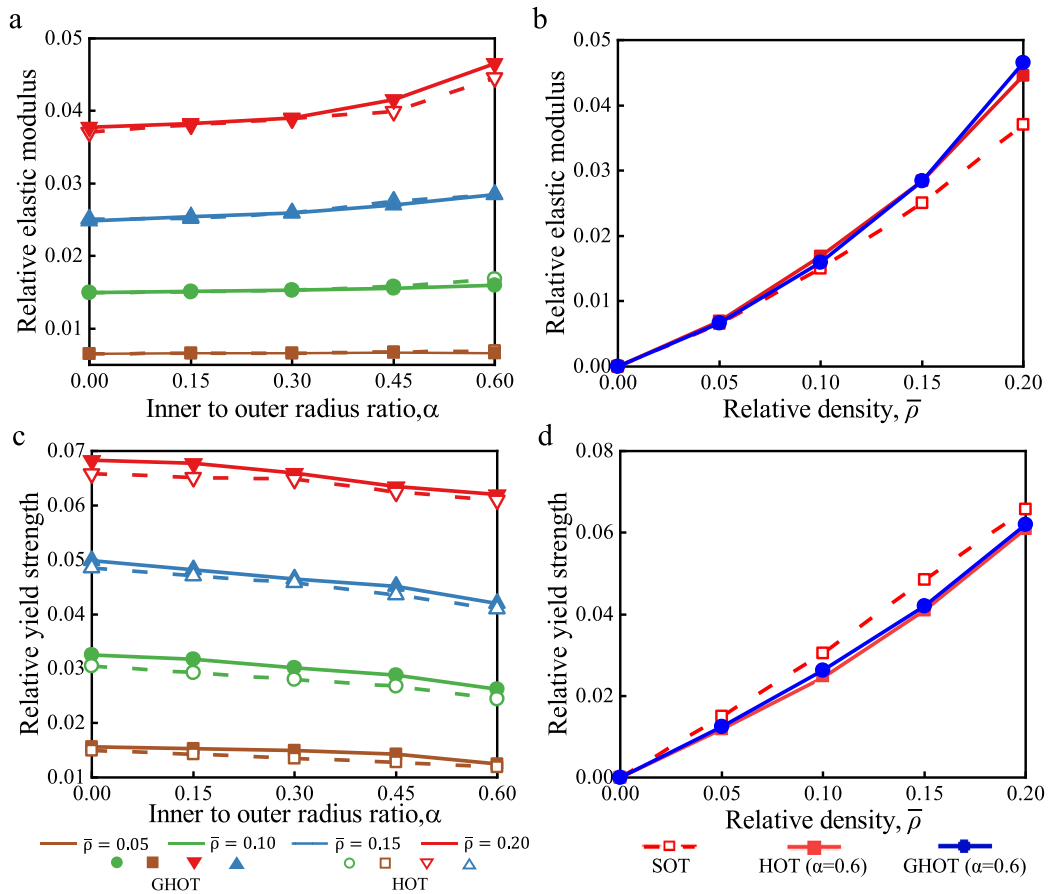 a
0.05
0.04
0.03
0.02
0.01
Relative elastic modulus
0.00 0.15 0.30 0.45 0.60
Inner to outer radius ratio,α
b
0.05
0.04
0.03
0.02
0.01
0.00
Relative elastic modulus
0.00 0.05 0.10 0.15 0.20
Relative density, ρ̅
c
0.07
0.06
0.05
0.04
0.03
0.02
0.01
Relative yield strength
0.00 0.15 0.30 0.45 0.60
Inner to outer radius ratio,α
ρ̅ = 0.05 ρ̅ = 0.10 ρ̅ = 0.15 ρ̅ = 0.20
GHOT HOT
d
0.08
0.06
0.04
0.02
0.00
Relative yield strength
0.00 0.05 0.10 0.15 0.20
Relative density, ρ̅
SOT HOT (α=0.6) GHOT (α=0.6)